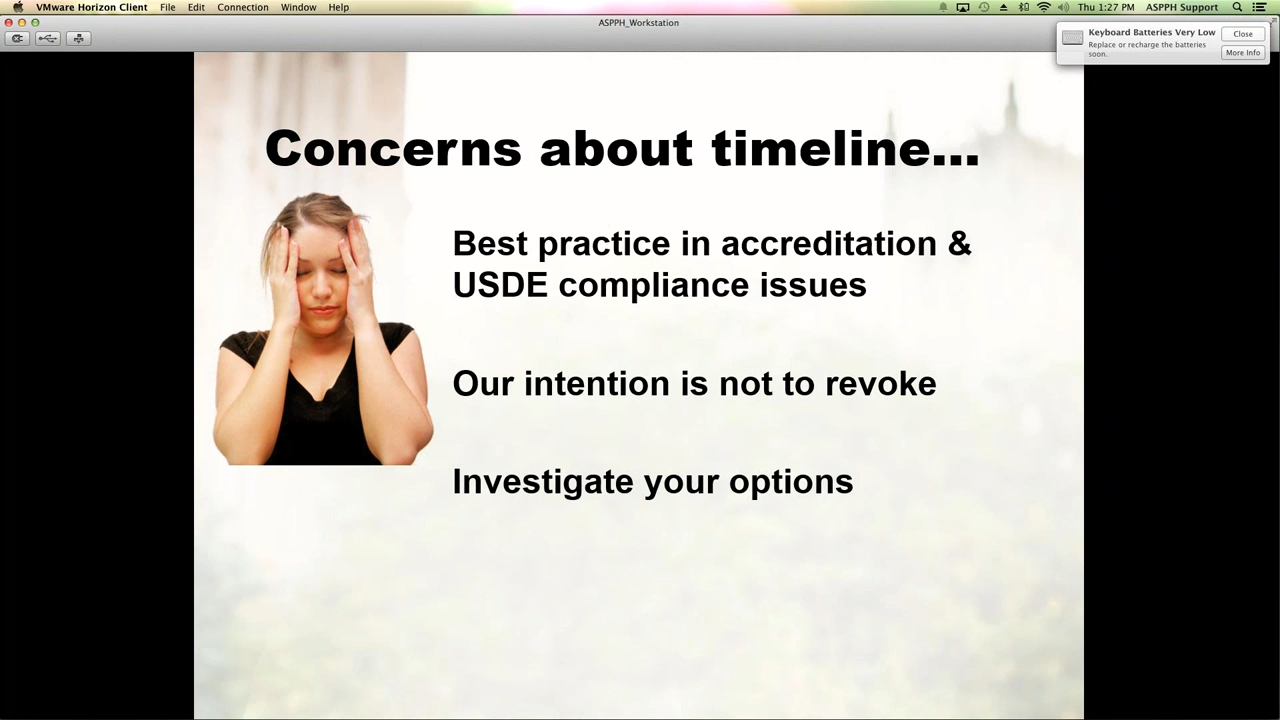 VMware Horizon Client File Edit Connection Window Help Thu 1:27 PM ASPPH Support
ASPPH_Workstation
Keyboard Batteries Very Low
Replace or recharge the batteries
soon.
Close
More Info
Concerns about timeline...
Best practice in accreditation &
USDE compliance issues
Our intention is not to revoke
Investigate your options